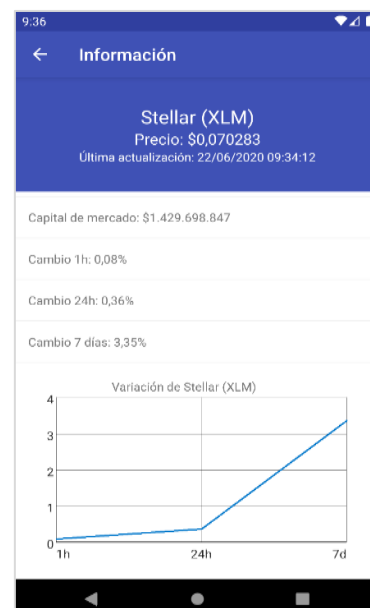 9:36
Información
Stellar (XLM)
Precio: $0,070283
Última actualización: 22/06/2020 09:34:12
Capital de mercado: $1.429.698.847
Cambio 1h: 0,08%
Cambio 24h: 0,36%
Cambio 7 días: 3,35%
Variación de Stellar (XLM)
4
3
2
1
0
1h 24h 7d